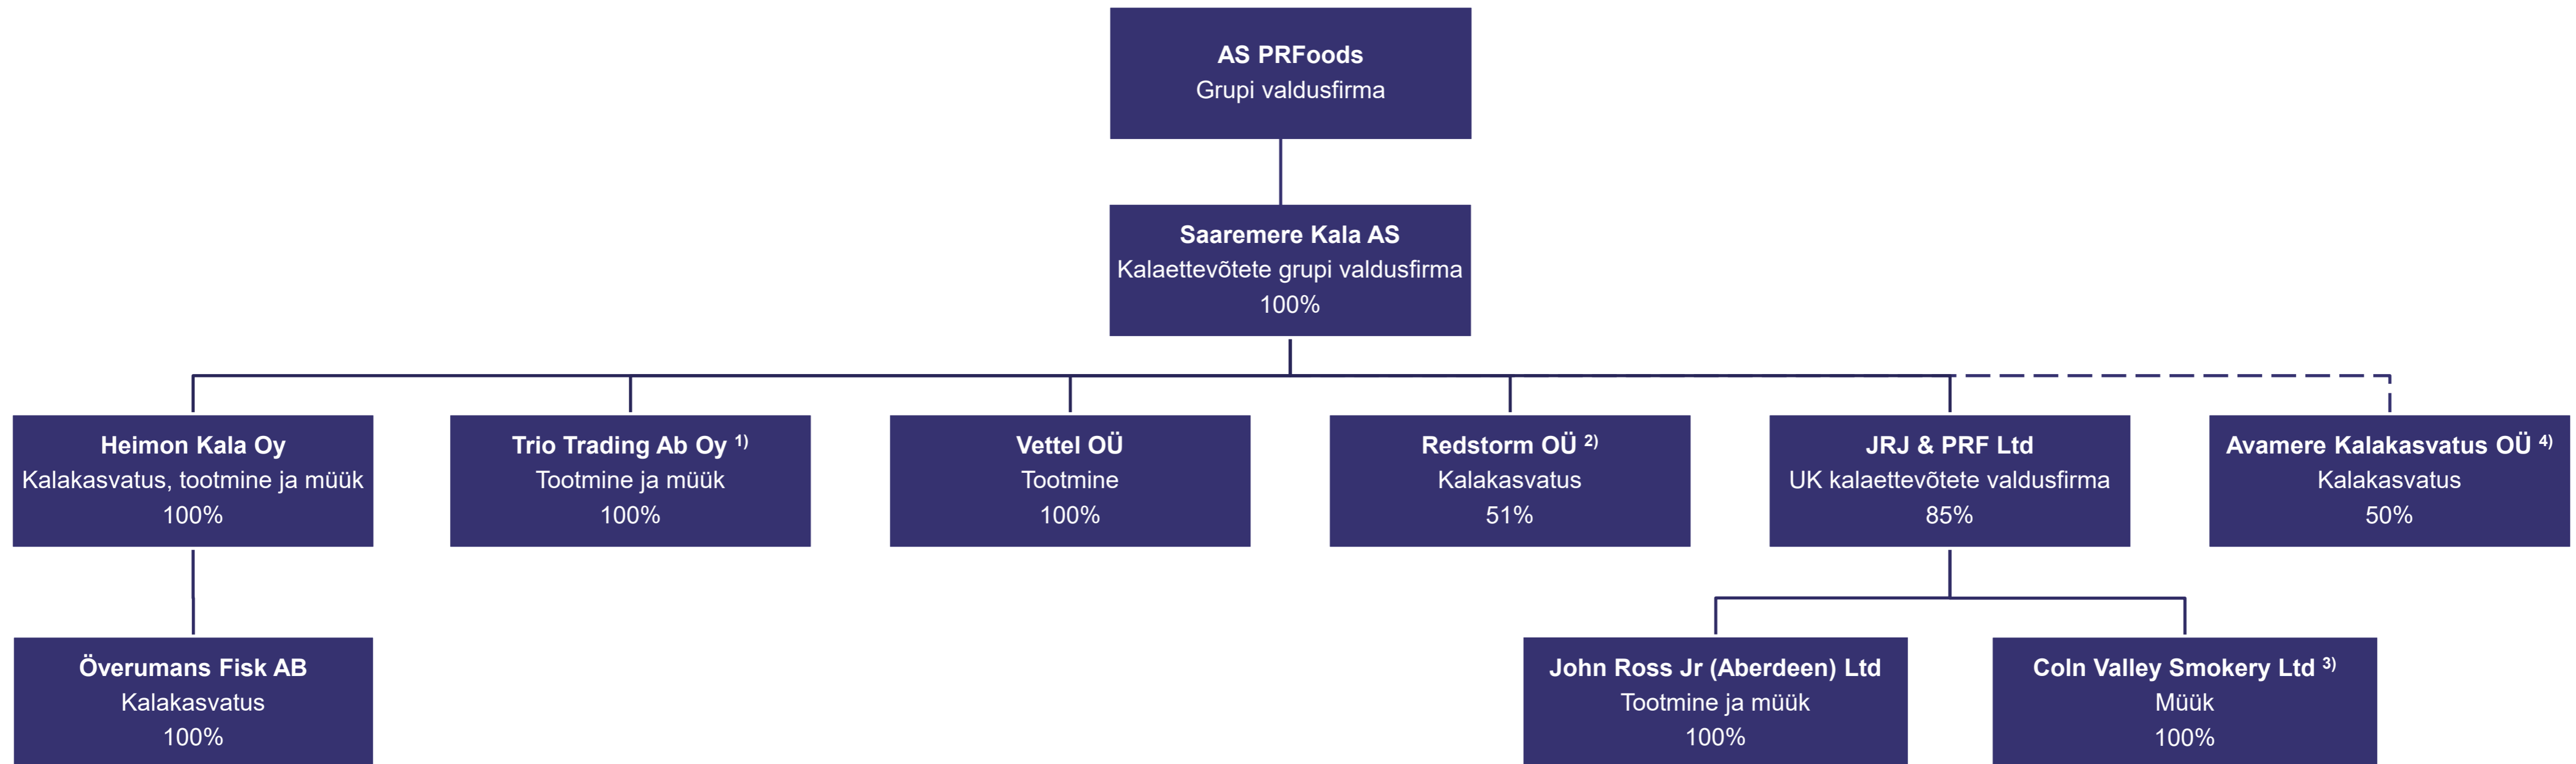 AS PRFoods
Grupi valdusfirma
Saaremere Kala AS
Kalaettevõtete grupi valdusfirma
100%
Heimon Kala Oy
Kalakasvatus, tootmine ja müük
100%
Trio Trading Ab Oy 1)
Tootmine ja müük
100%
Vettel OÜ
Tootmine
100%
Redstorm OÜ 2)
Kalakasvatus
51%
JRJ & PRF Ltd
UK kalaettevõtete valdusfirma
85%
Avamere Kalakasvatus OÜ 4)
Kalakasvatus
50%
Överumans Fisk AB
Kalakasvatus
100%
John Ross Jr (Aberdeen) Ltd
Tootmine ja müük
100%
Coln Valley Smokery Ltd 3)
Müük
100%